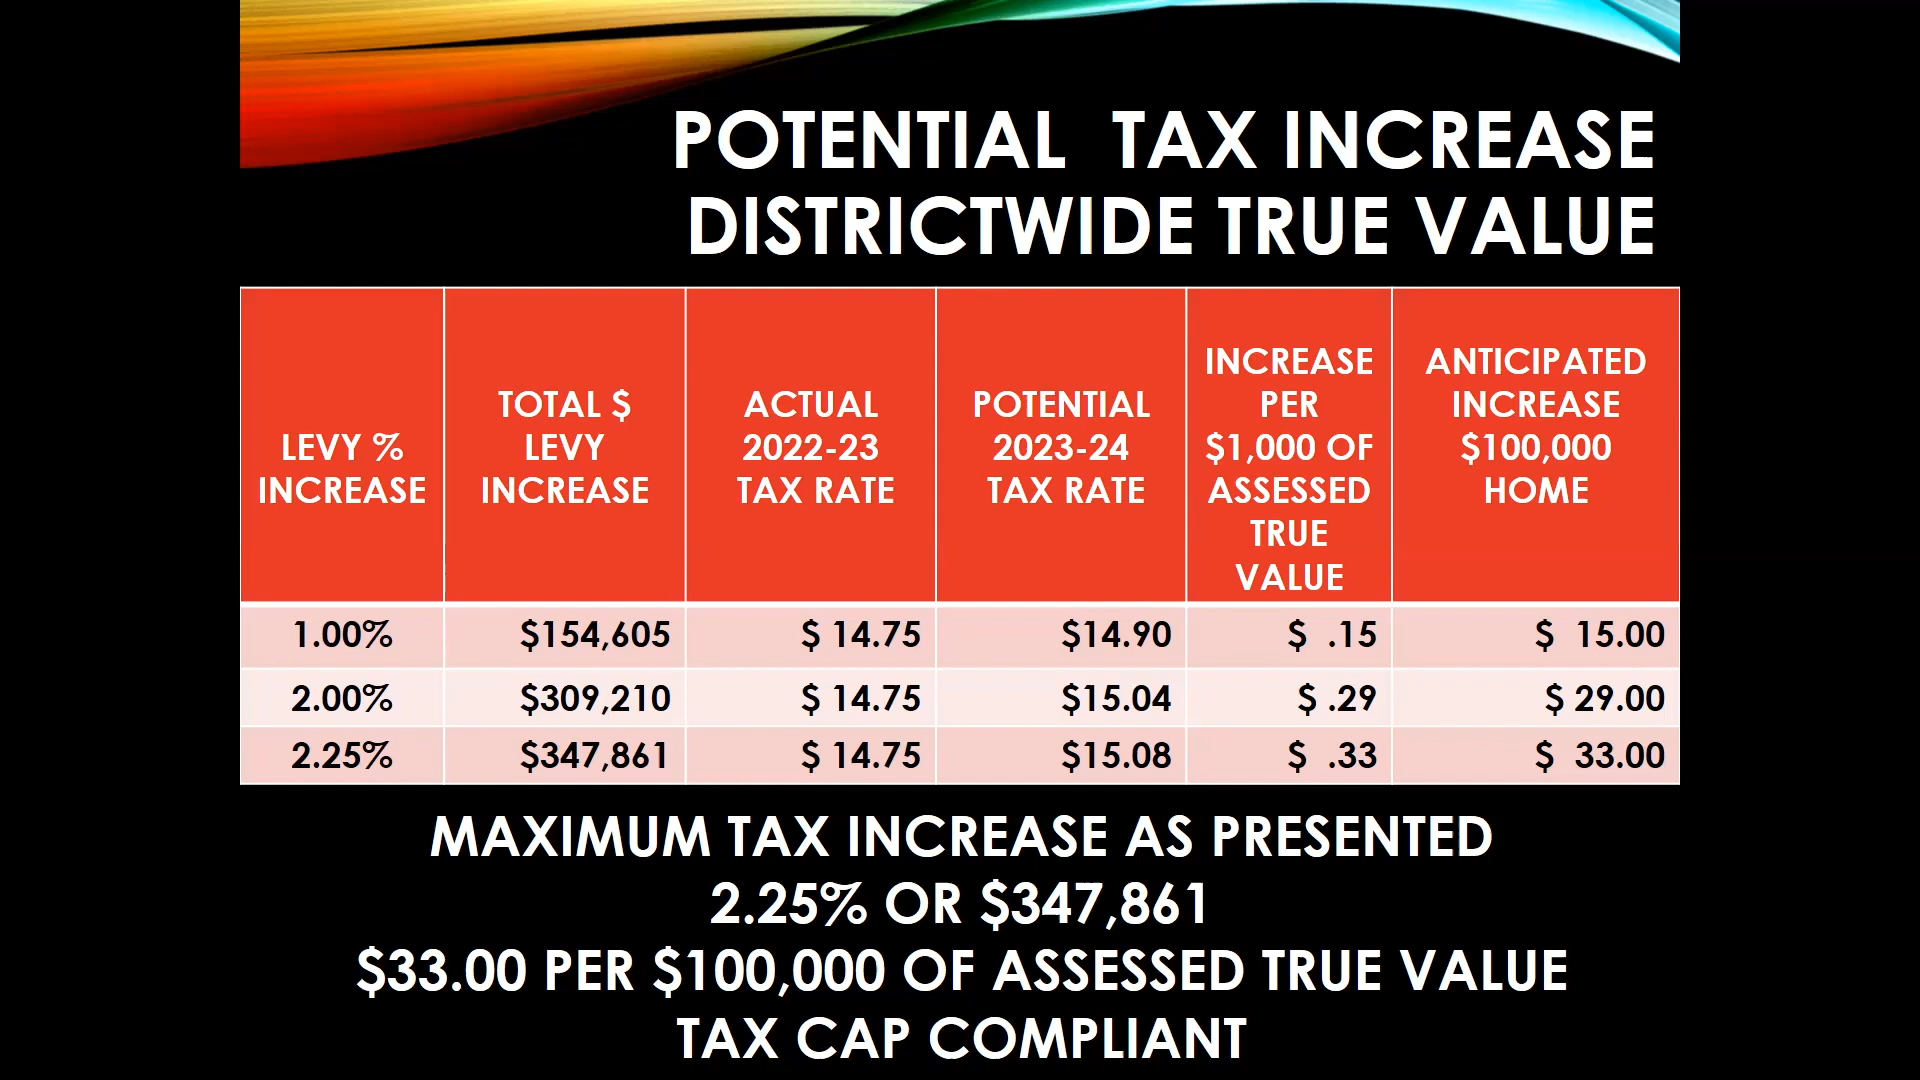 POTENTIAL TAX INCREASE
DISTRICTWIDE TRUE VALUE
LEVY % INCREASE
TOTAL $ LEVY INCREASE
ACTUAL 2022-23 TAX RATE
POTENTIAL 2023-24 TAX RATE
INCREASE PER $1,000 OF ASSESSED TRUE VALUE
ANTICIPATED INCREASE $100,000 HOME
1.00% $154,605 $ 14.75 $14.90 $ .15 $ 15.00
2.00% $309,210 $ 14.75 $15.04 $ .29 $ 29.00
2.25% $347,861 $ 14.75 $15.08 $ .33 $ 33.00
MAXIMUM TAX INCREASE AS PRESENTED
2.25% OR $347,861
$33.00 PER $100,000 OF ASSESSED TRUE VALUE
TAX CAP COMPLIANT